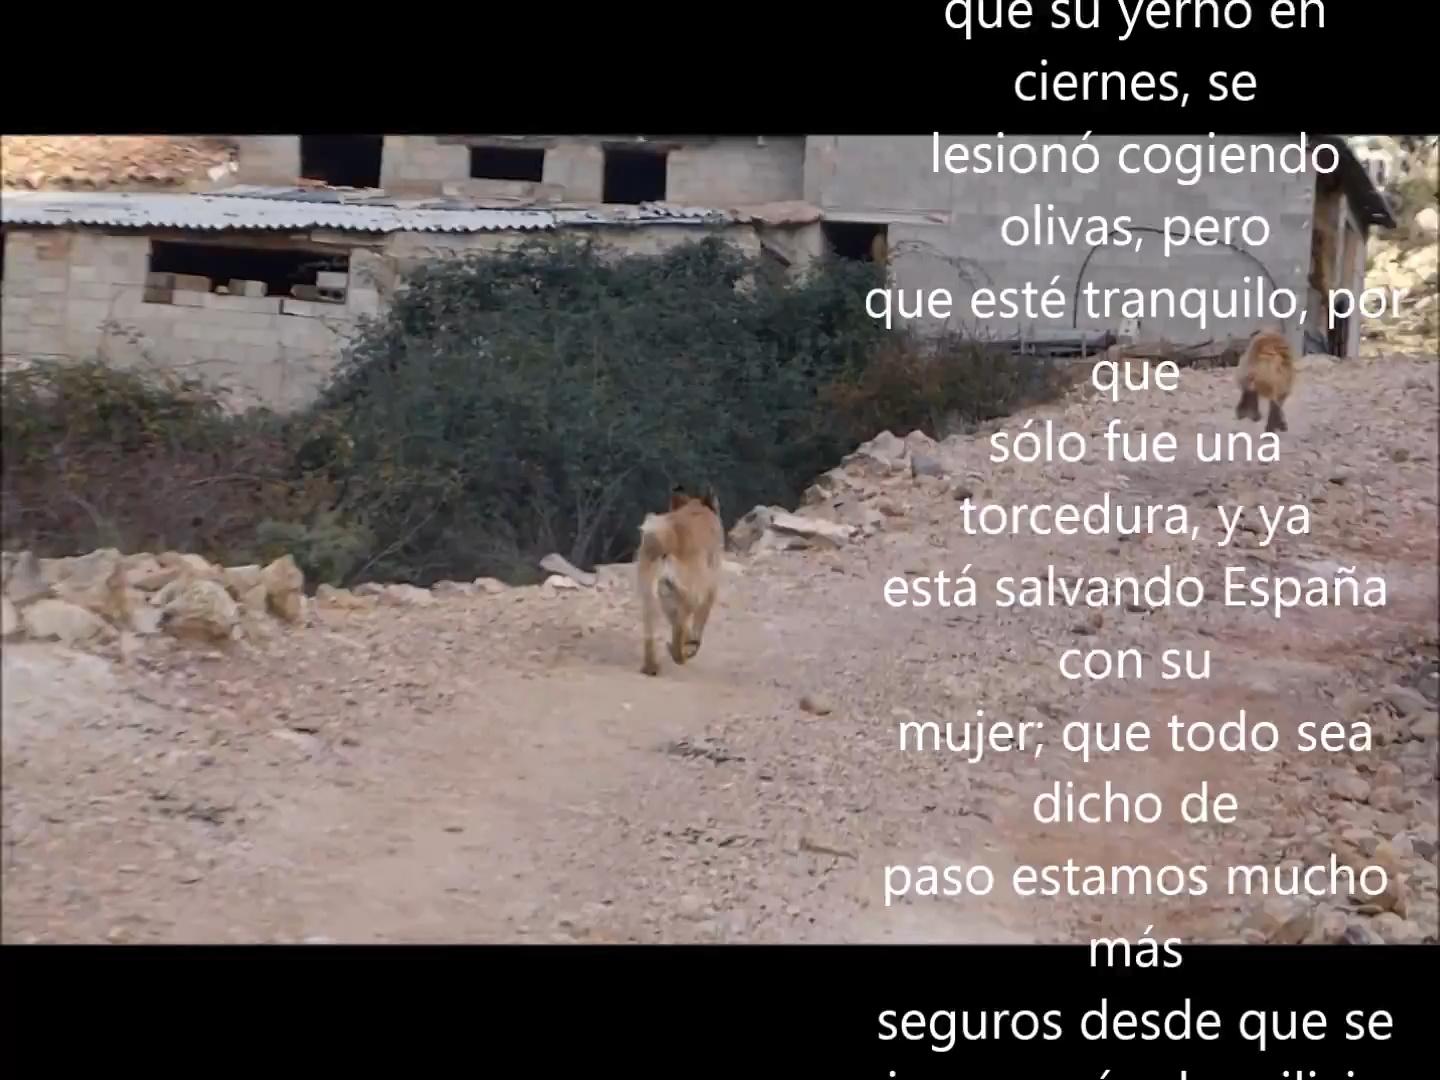 que su yerno en
ciernes, se
lesionó cogiendo
olivas, pero
que esté tranquilo, por
que
sólo fue una
torcedura, y ya
está salvando España
con su
mujer; que todo sea
dicho de
paso estamos mucho
más
seguros desde que se